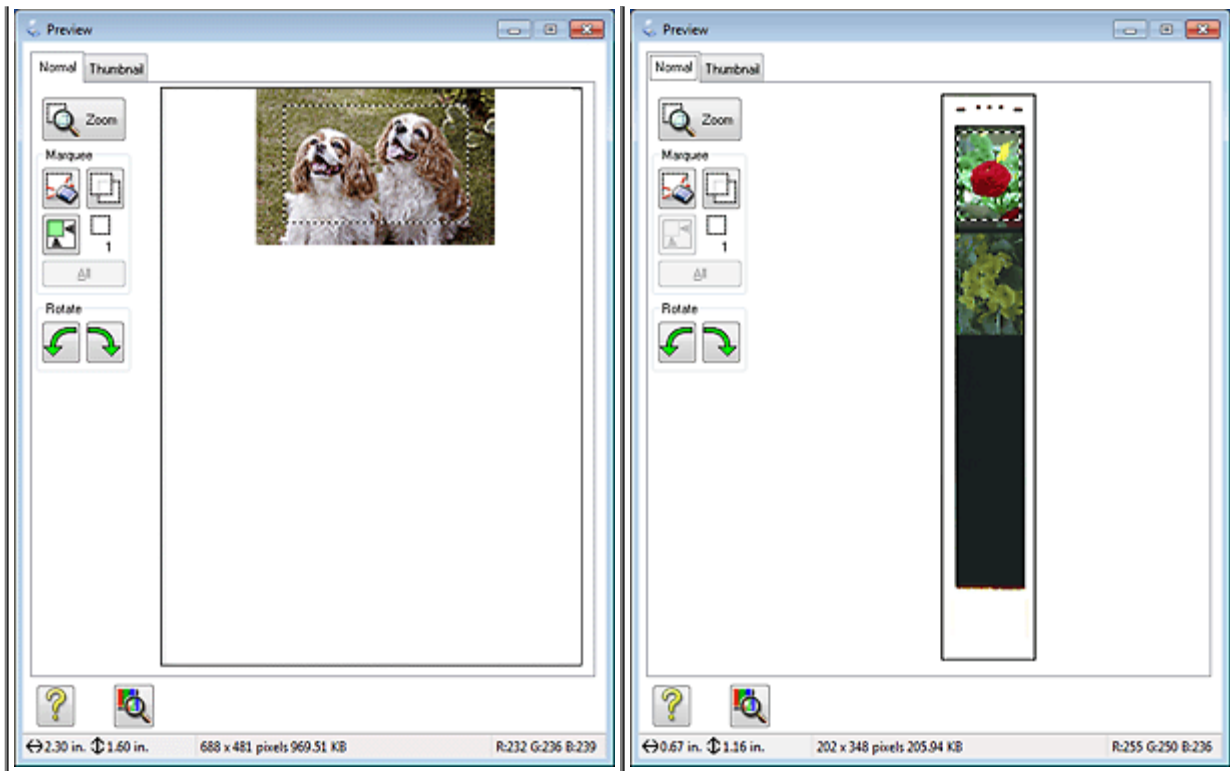 Preview
Normal Thumbnail
Zoom
Marquee
1
All
Rotate
2.30 in. 1.60 in. 688 x 481 pixels 969.51 KB R:232 G:236 B:239
Preview
Normal Thumbnail
Zoom
Marquee
1
All
Rotate
0.67 in. 1.16 in. 202 x 348 pixels 205.94 KB R:255 G:250 B:236